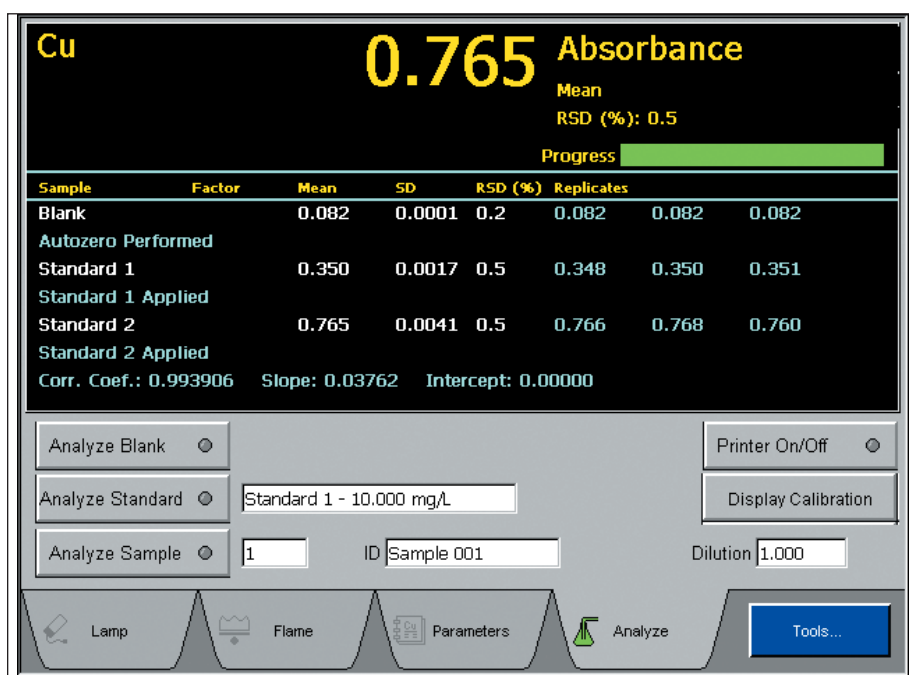 Cu 0.765 Absorbance
Mean
RSD (%): 0.5
Progress
Sample Factor Mean SD RSD (%) Replicates
Blank 0.082 0.0001 0.2 0.082 0.082 0.082
Autozero Performed
Standard 1 0.350 0.0017 0.5 0.348 0.350 0.351
Standard 1 Applied
Standard 2 0.765 0.0041 0.5 0.766 0.768 0.760
Standard 2 Applied
Corr. Coef.: 0.993906 Slope: 0.03762 Intercept: 0.00000
Analyze Blank Printer On/Off
Analyze Standard Standard 1 - 10.000 mg/L Display Calibration
Analyze Sample 1 ID Sample 001 Dilution 1.000
Lamp Flame Parameters Analyze Tools...